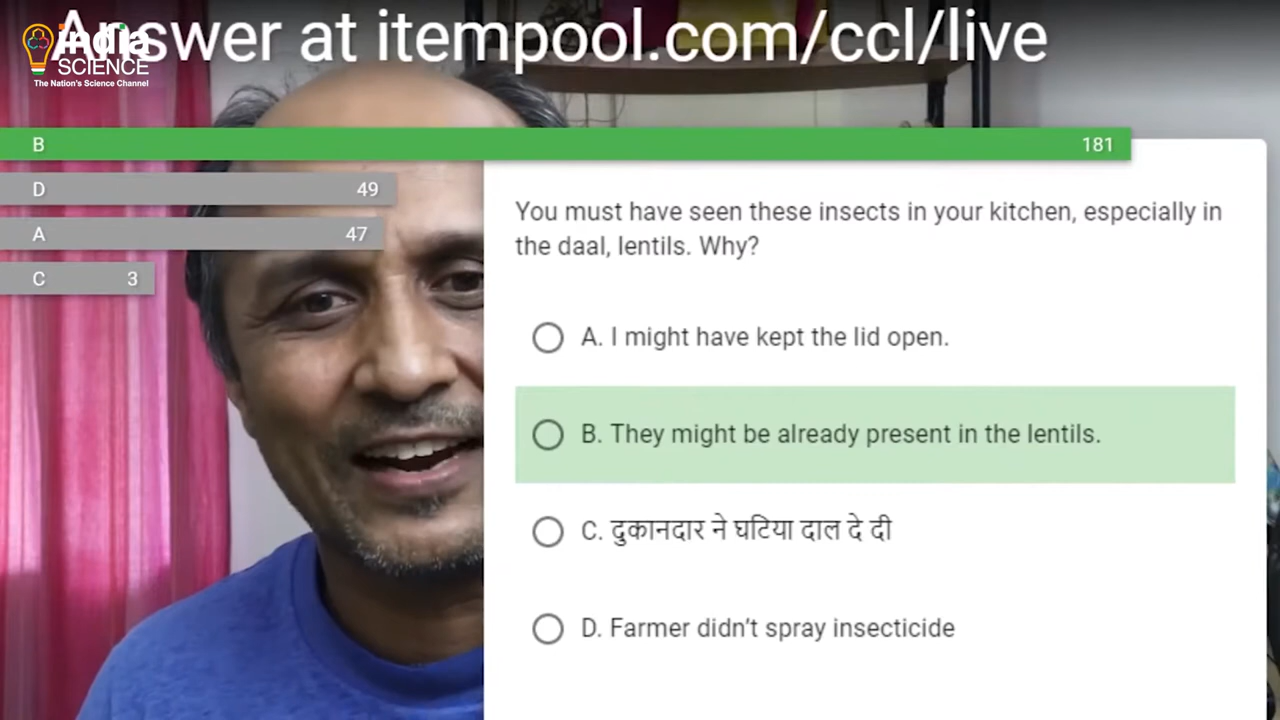 Answer at itempool.com/ccl/live
india
SCIENCE
The Nation's Science Channel
B 181
D 49
A 47
C 3
You must have seen these insects in your kitchen, especially in
the daal, lentils. Why?
A. I might have kept the lid open.
B. They might be already present in the lentils.
C. दुकानदार ने घटिया दाल दे दी
D. Farmer didn't spray insecticide